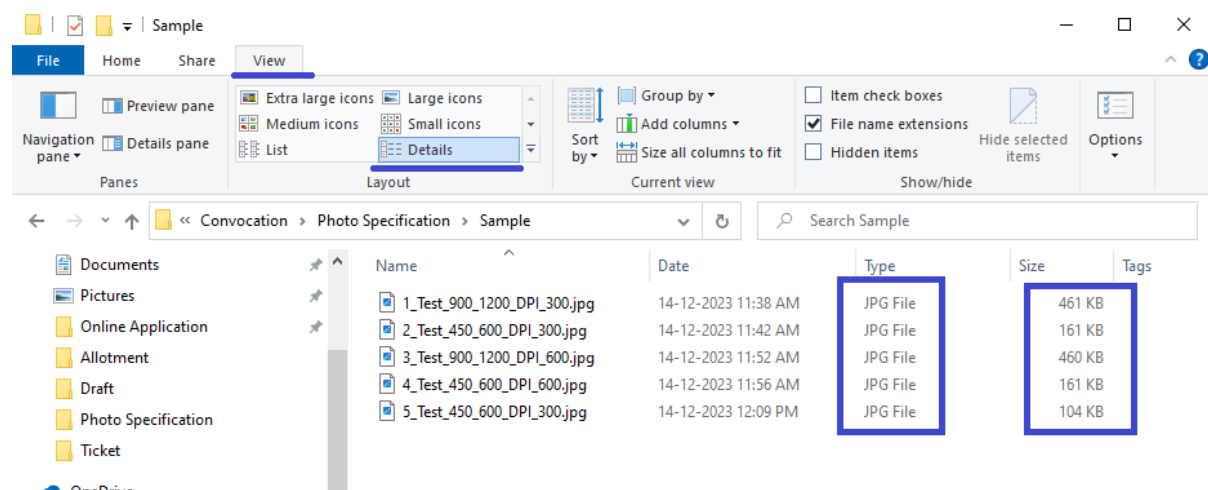 Sample
File Home Share View
Navigation pane
Preview pane
Details pane
Panes
Extra large icons Large icons
Medium icons Small icons
List Details
Layout
Sort by
Group by
Add columns
Size all columns to fit
Current view
Item check boxes
File name extensions
Hidden items
Hide selected items
Show/hide
Options
« Convocation > Photo Specification > Sample
Search Sample
Documents
Pictures
Online Application
Allotment
Draft
Photo Specification
Ticket
OneDrive
Name Date Type Size Tags
1_Test_900_1200_DPI_300.jpg 14-12-2023 11:38 AM JPG File 461 KB
2_Test_450_600_DPI_300.jpg 14-12-2023 11:42 AM JPG File 161 KB
3_Test_900_1200_DPI_600.jpg 14-12-2023 11:52 AM JPG File 460 KB
4_Test_450_600_DPI_600.jpg 14-12-2023 11:56 AM JPG File 161 KB
5_Test_450_600_DPI_300.jpg 14-12-2023 12:09 PM JPG File 104 KB